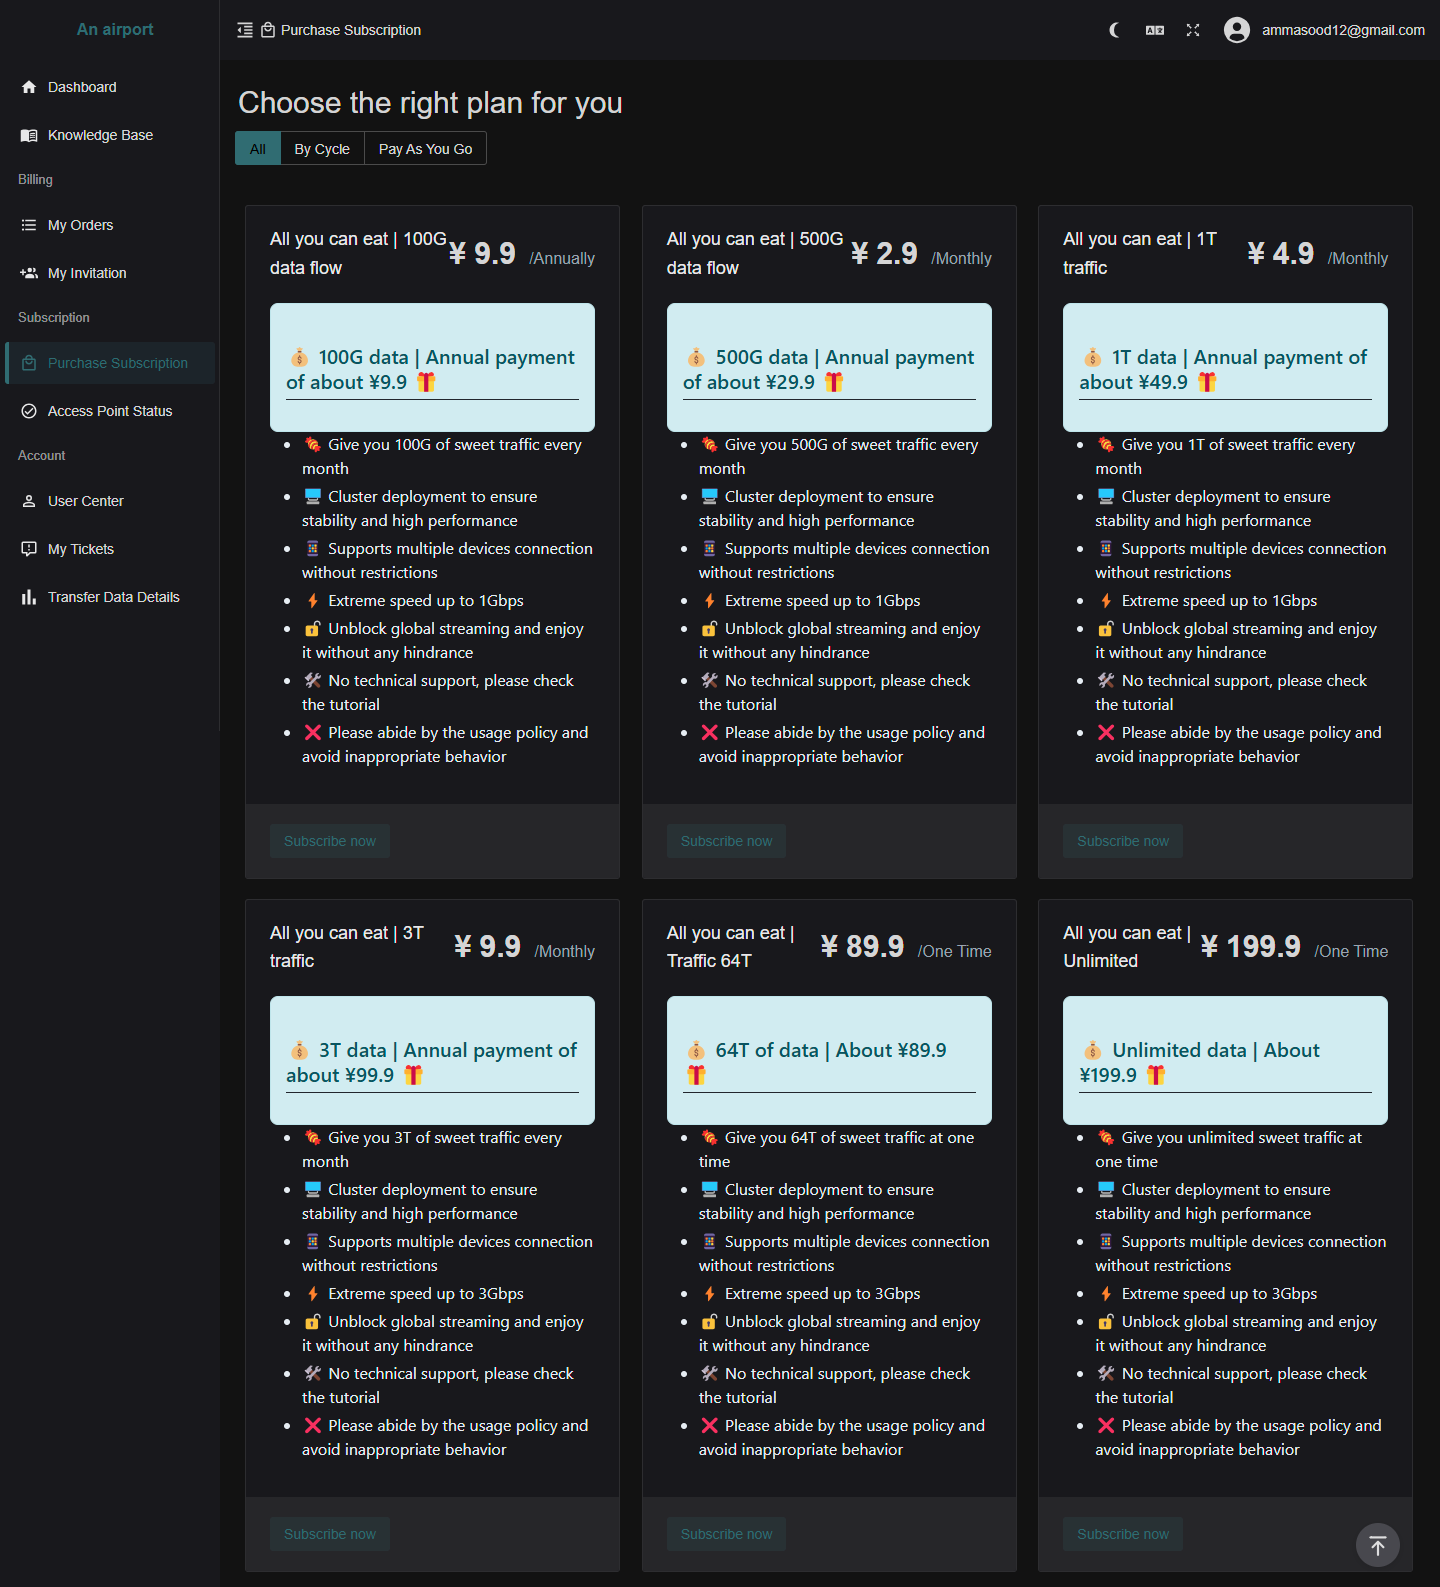 An airport
Dashboard
Knowledge Base
Billing
My Orders
My Invitation
Subscription
Purchase Subscription
Access Point Status
Account
User Center
My Tickets
Transfer Data Details
Purchase Subscription
ammasood12@gmail.com
Choose the right plan for you
All
By Cycle
Pay As You Go
All you can eat | 100G
data flow
¥ 9.9 /Annually
💰 100G data | Annual payment
of about ¥9.9 🎁
Give you 100G of sweet traffic every
month
Cluster deployment to ensure
stability and high performance
Supports multiple devices connection
without restrictions
Extreme speed up to 1Gbps
Unblock global streaming and enjoy
it without any hindrance
No technical support, please check
the tutorial
Please abide by the usage policy and
avoid inappropriate behavior
Subscribe now
All you can eat | 500G
data flow
¥ 2.9 /Monthly
💰 500G data | Annual payment
of about ¥29.9 🎁
Give you 500G of sweet traffic every
month
Cluster deployment to ensure
stability and high performance
Supports multiple devices connection
without restrictions
Extreme speed up to 1Gbps
Unblock global streaming and enjoy
it without any hindrance
No technical support, please check
the tutorial
Please abide by the usage policy and
avoid inappropriate behavior
Subscribe now
All you can eat | 1T
traffic
¥ 4.9 /Monthly
💰 1T data | Annual payment of
about ¥49.9 🎁
Give you 1T of sweet traffic every
month
Cluster deployment to ensure
stability and high performance
Supports multiple devices connection
without restrictions
Extreme speed up to 1Gbps
Unblock global streaming and enjoy
it without any hindrance
No technical support, please check
the tutorial
Please abide by the usage policy and
avoid inappropriate behavior
Subscribe now
All you can eat | 3T
traffic
¥ 9.9 /Monthly
💰 3T data | Annual payment of
about ¥99.9 🎁
Give you 3T of sweet traffic every
month
Cluster deployment to ensure
stability and high performance
Supports multiple devices connection
without restrictions
Extreme speed up to 3Gbps
Unblock global streaming and enjoy
it without any hindrance
No technical support, please check
the tutorial
Please abide by the usage policy and
avoid inappropriate behavior
Subscribe now
All you can eat |
Traffic 64T
¥ 89.9 /One Time
💰 64T of data | About ¥89.9
🎁
Give you 64T of sweet traffic at one
time
Cluster deployment to ensure
stability and high performance
Supports multiple devices connection
without restrictions
Extreme speed up to 3Gbps
Unblock global streaming and enjoy
it without any hindrance
No technical support, please check
the tutorial
Please abide by the usage policy and
avoid inappropriate behavior
Subscribe now
All you can eat |
Unlimited
¥ 199.9 /One Time
💰 Unlimited data | About
¥199.9 🎁
Give you unlimited sweet traffic at
one time
Cluster deployment to ensure
stability and high performance
Supports multiple devices connection
without restrictions
Extreme speed up to 3Gbps
Unblock global streaming and enjoy
it without any hindrance
No technical support, please check
the tutorial
Please abide by the usage policy and
avoid inappropriate behavior
Subscribe now